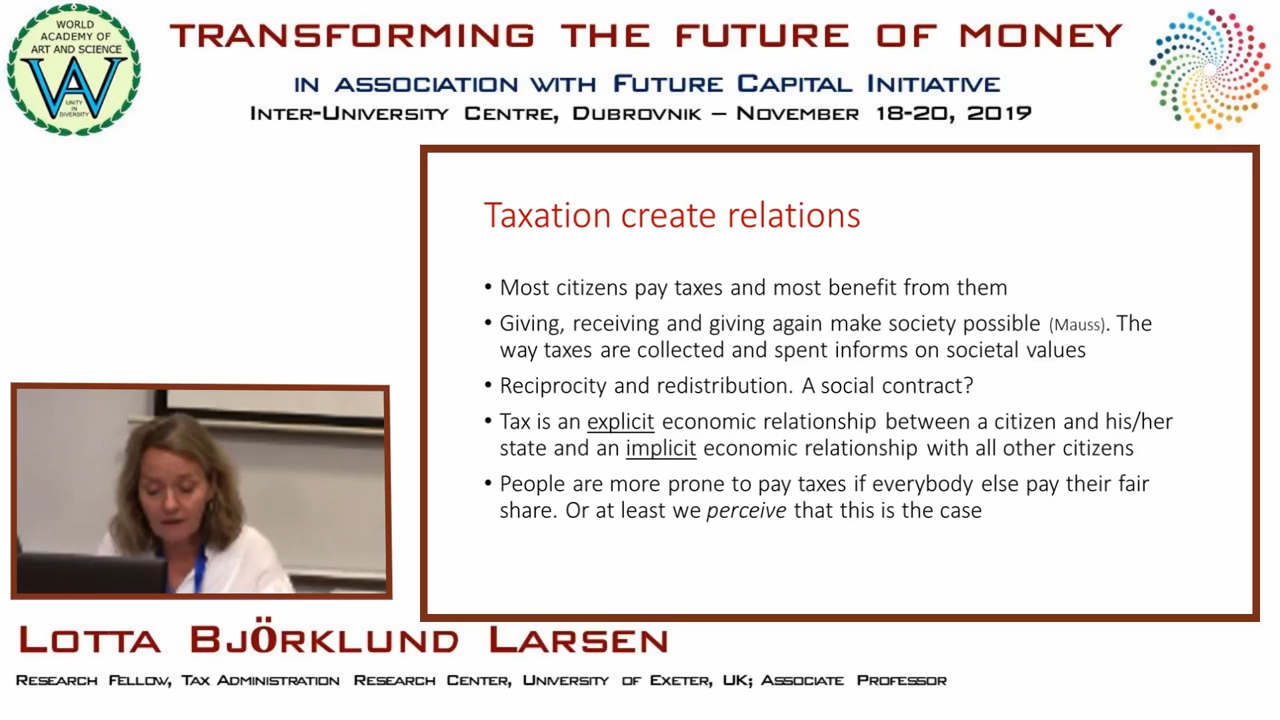 WORLD
ACADEMY OF
ART AND SCIENCE
WA
UNITY
IN
DIVERSITY
TRANSFORMING THE FUTURE OF MONEY
IN ASSOCIATION WITH FUTURE CAPITAL INITIATIVE
INTER-UNIVERSITY CENTRE, DUBROVNIK – NOVEMBER 18-20, 2019
Taxation create relations
• Most citizens pay taxes and most benefit from them
• Giving, receiving and giving again make society possible (Mauss). The
way taxes are collected and spent informs on societal values
• Reciprocity and redistribution. A social contract?
• Tax is an explicit economic relationship between a citizen and his/her
state and an implicit economic relationship with all other citizens
• People are more prone to pay taxes if everybody else pay their fair
share. Or at least we perceive that this is the case
LOTTA BJÖRKLUND LARSEN
RESEARCH FELLOW, TAX ADMINISTRATION RESEARCH CENTER, UNIVERSITY OF EXETER, UK; ASSOCIATE PROFESSOR